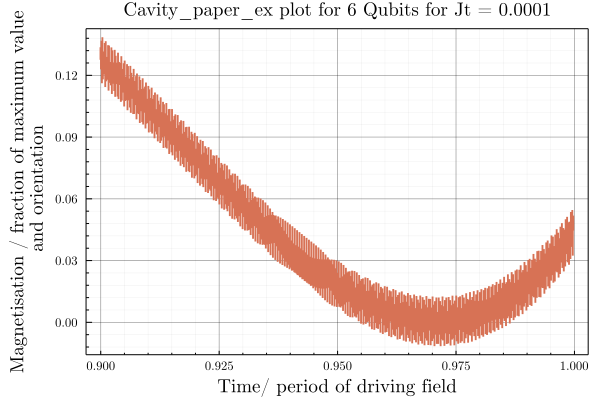 Cavity_paper_ex plot for 6 Qubits for Jt = 0.0001
Magnetisation / fraction of maximum value
and orientation
0.12
0.09
0.06
0.03
0.00
0.900
0.925
0.950
0.975
1.000
Time/ period of driving field